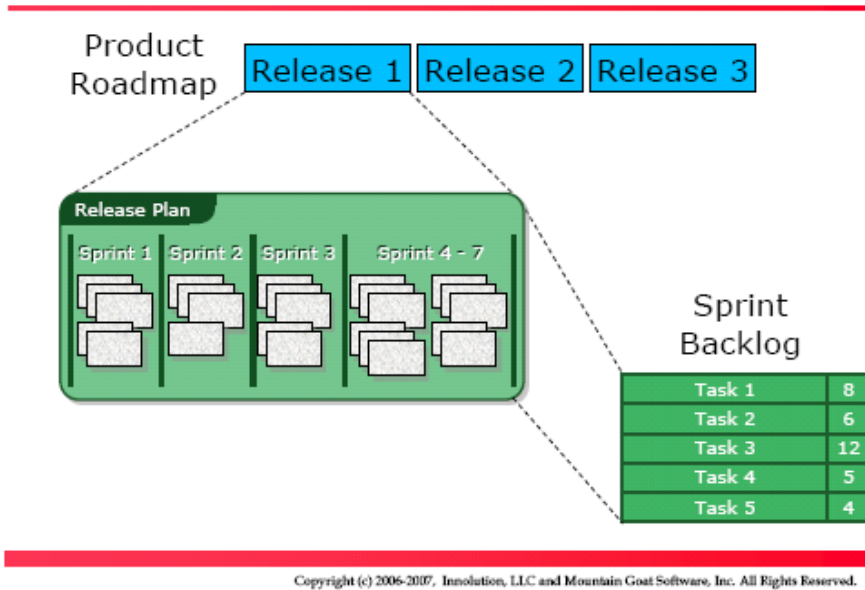 Product
Roadmap
Release 1
Release 2
Release 3
Release Plan
Sprint 1
Sprint 2
Sprint 3
Sprint 4 - 7
Sprint
Backlog
Task 1 8
Task 2 6
Task 3 12
Task 4 5
Task 5 4
Copyright (c) 2006-2007, Innolution, LLC and Mountain Goat Software, Inc. All Rights Reserved.